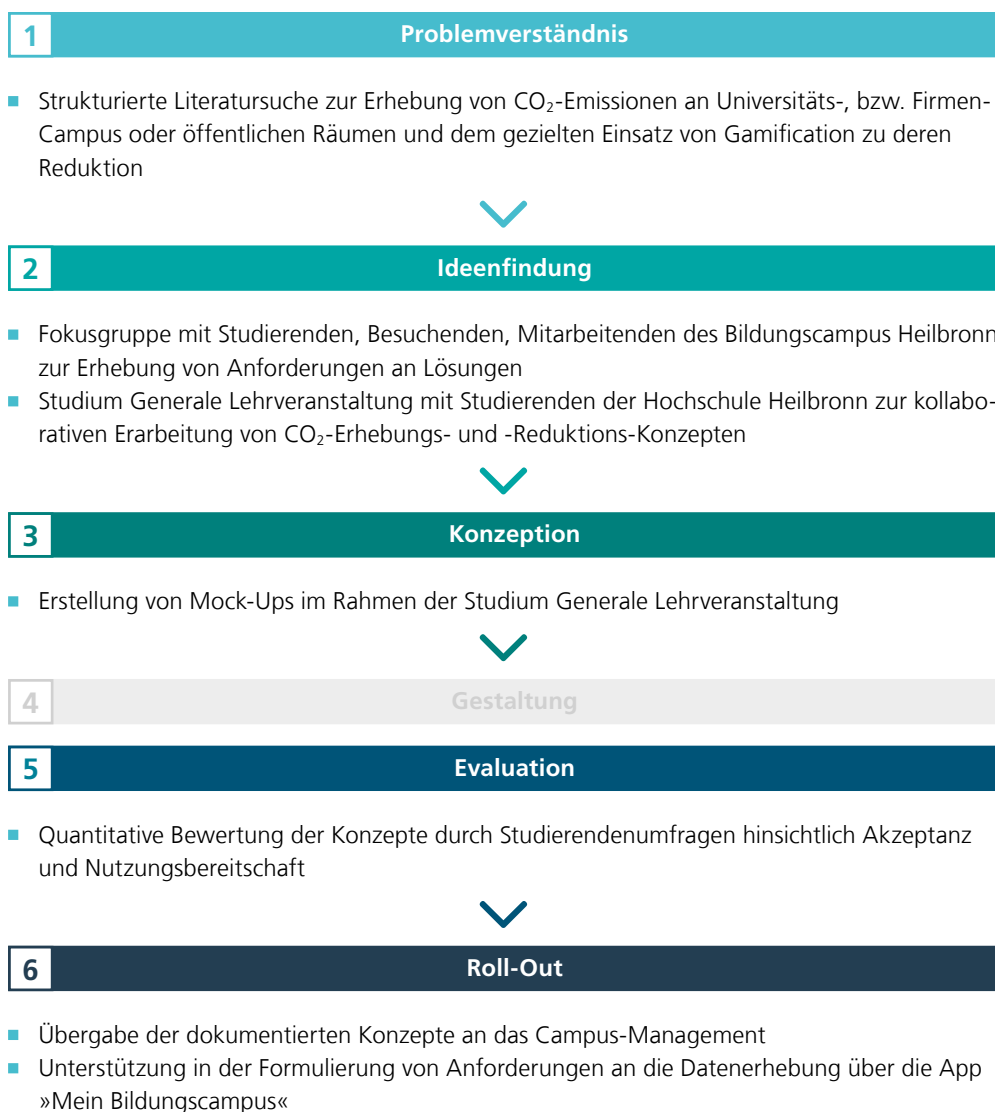 1 Problemverständnis
Strukturierte Literatursuche zur Erhebung von CO₂-Emissionen an Universitäts-, bzw. Firmen-
Campus oder öffentlichen Räumen und dem gezielten Einsatz von Gamification zu deren
Reduktion
2 Ideenfindung
Fokusgruppe mit Studierenden, Besuchenden, Mitarbeitenden des Bildungscampus Heilbronn
zur Erhebung von Anforderungen an Lösungen
Studium Generale Lehrveranstaltung mit Studierenden der Hochschule Heilbronn zur kollabo-
rativen Erarbeitung von CO₂-Erhebungs- und -Reduktions-Konzepten
3 Konzeption
Erstellung von Mock-Ups im Rahmen der Studium Generale Lehrveranstaltung
4 Gestaltung
5 Evaluation
Quantitative Bewertung der Konzepte durch Studierendenumfragen hinsichtlich Akzeptanz
und Nutzungsbereitschaft
6 Roll-Out
Übergabe der dokumentierten Konzepte an das Campus-Management
Unterstützung in der Formulierung von Anforderungen an die Datenerhebung über die App
»Mein Bildungscampus«